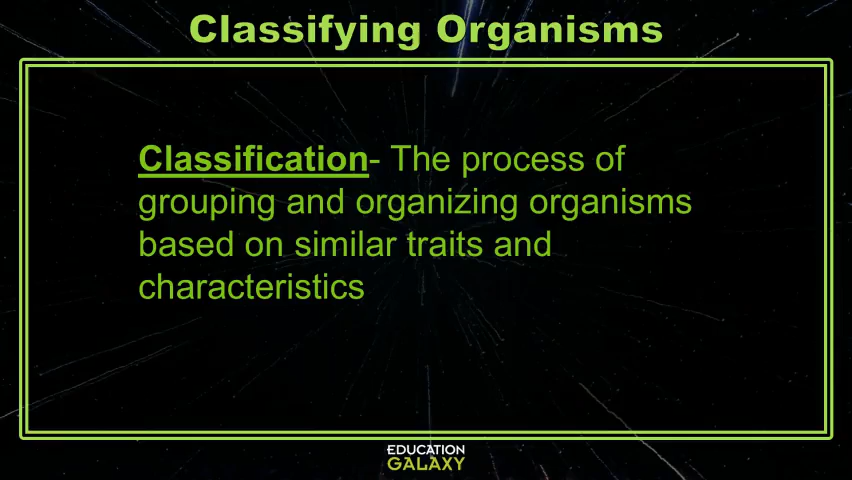 Classifying Organisms
Classification- The process of
grouping and organizing organisms
based on similar traits and
characteristics
EDUCATION
GALAXY